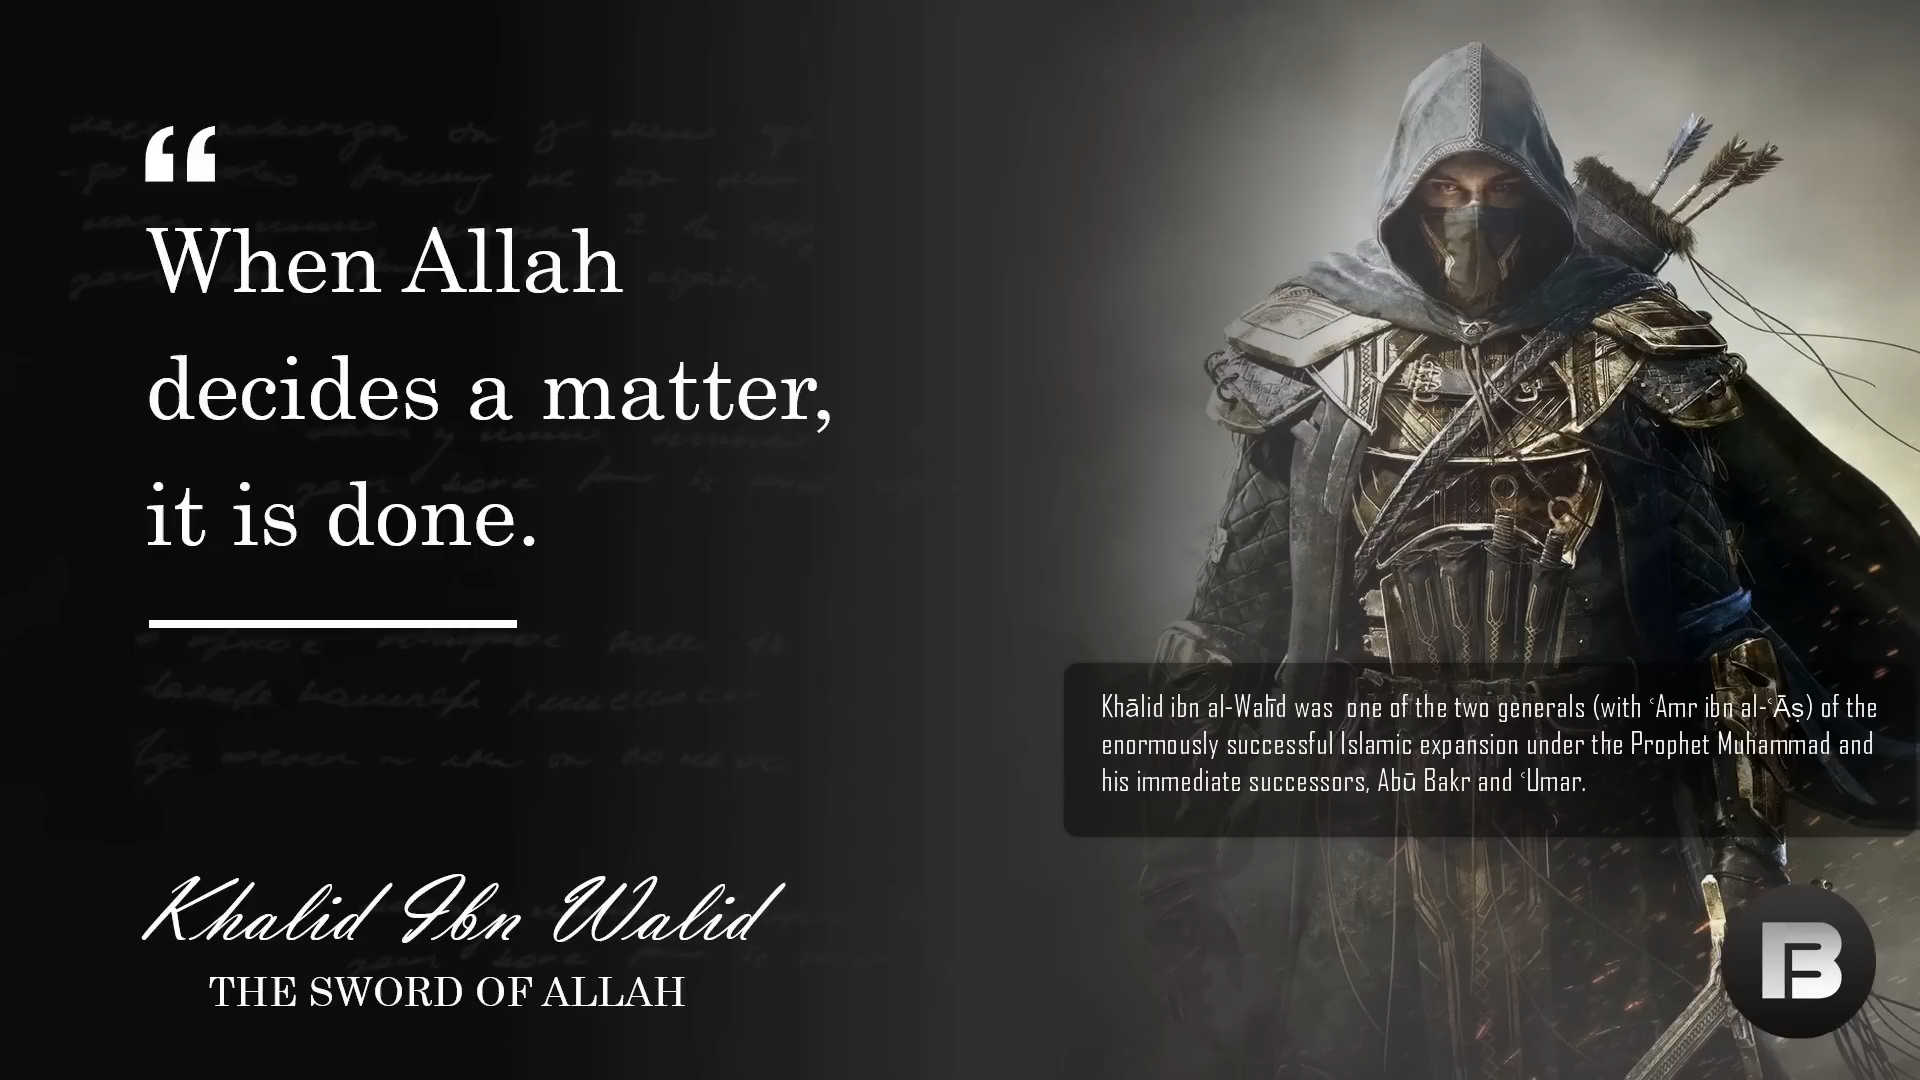 “
When Allah
decides a matter,
it is done.
Khalid Ibn Walid
THE SWORD OF ALLAH
Khālid ibn al-Walīd was one of the two generals (with ʿAmr ibn al-ʿĀṣ) of the
enormously successful Islamic expansion under the Prophet Muhammad and
his immediate successors, Abū Bakr and ʿUmar.
B